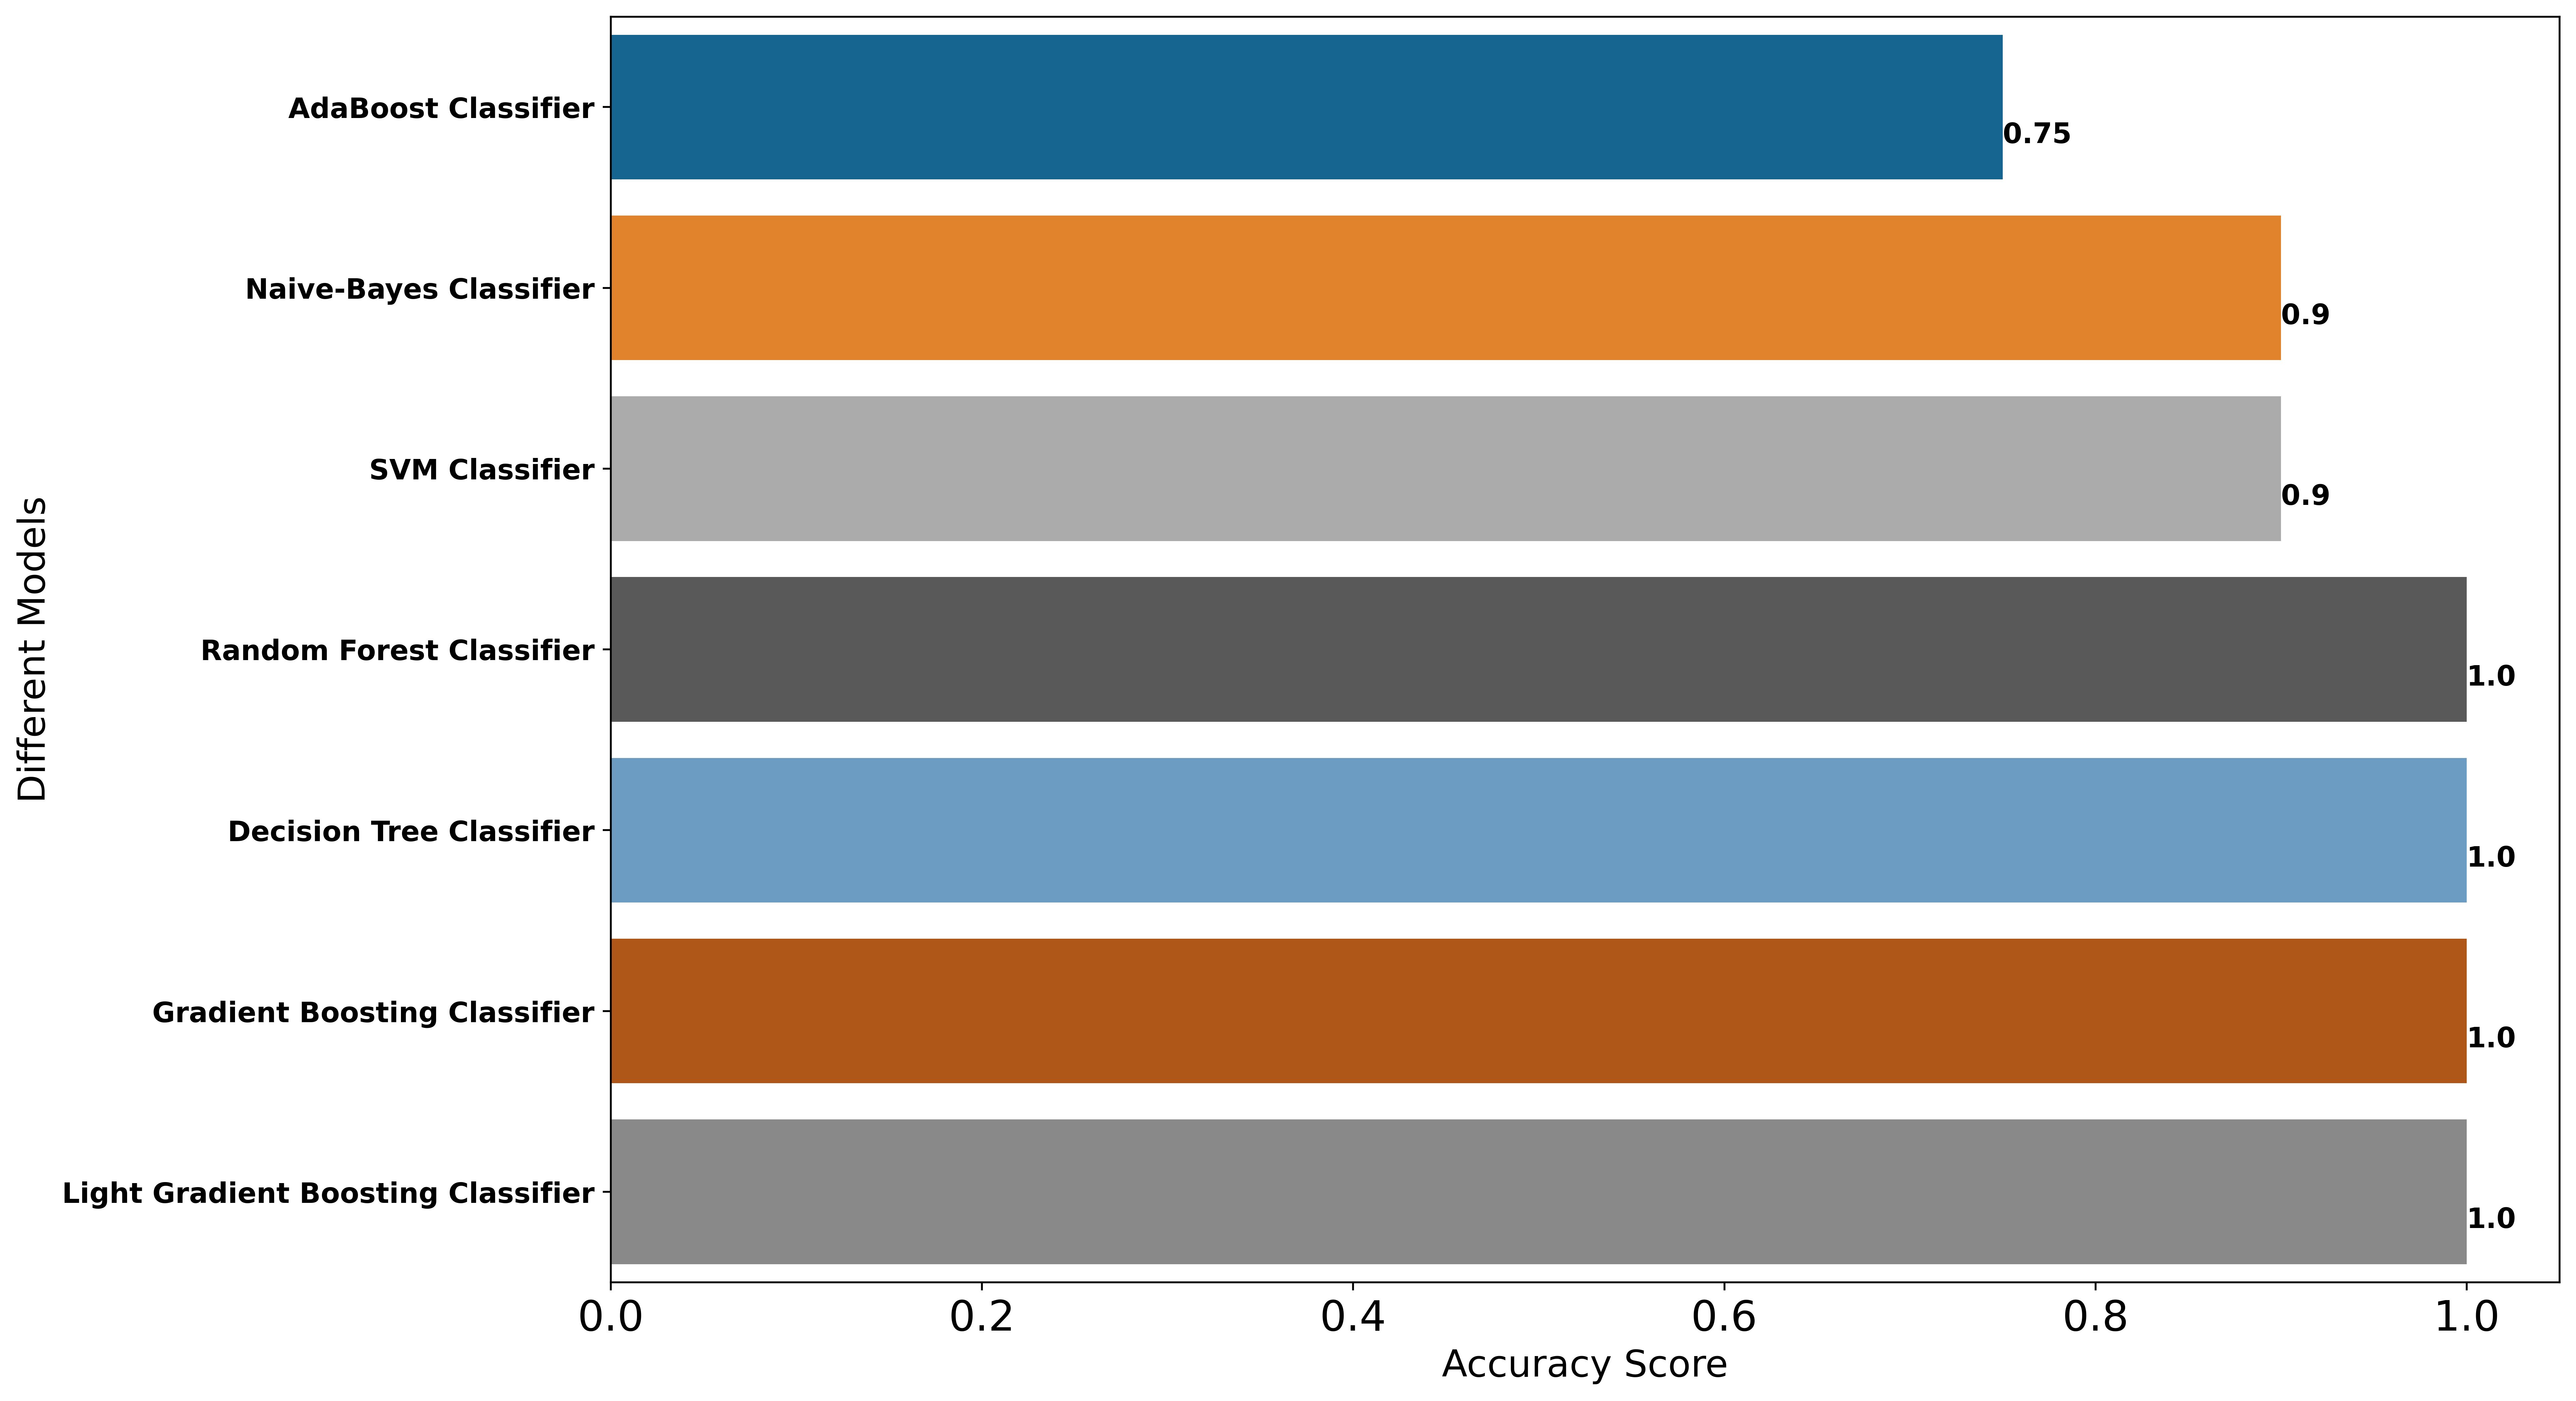 AdaBoost Classifier
0.75
Naive-Bayes Classifier
0.9
SVM Classifier
0.9
Random Forest Classifier
1.0
Decision Tree Classifier
1.0
Gradient Boosting Classifier
1.0
Light Gradient Boosting Classifier
1.0
Different Models
0.0 0.2 0.4 0.6 0.8 1.0
Accuracy Score